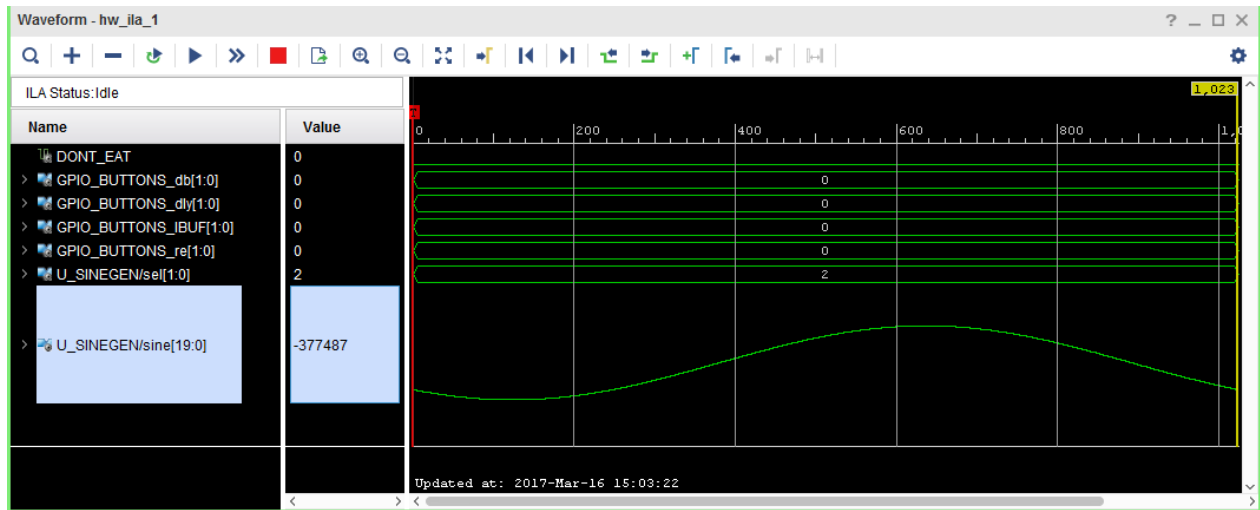 Waveform - hw_ila_1
ILA Status:Idle
1,023
Name Value
0 200 400 600 800
DONT_EAT 0
GPIO_BUTTONS_db[1:0] 0 0
GPIO_BUTTONS_dly[1:0] 0 0
GPIO_BUTTONS_IBUF[1:0] 0 0
GPIO_BUTTONS_re[1:0] 0 0
U_SINEGEN/sel[1:0] 2 2
U_SINEGEN/sine[19:0] -377487
Updated at: 2017-Mar-16 15:03:22